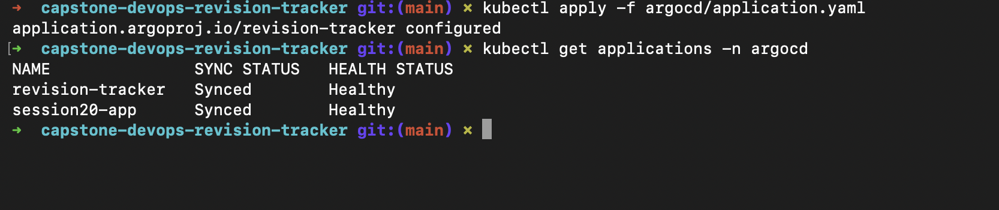 ➜  capstone-devops-revision-tracker git:(main) ✗ kubectl apply -f argocd/application.yaml
application.argoproj.io/revision-tracker configured
[➜  capstone-devops-revision-tracker git:(main) ✗ kubectl get applications -n argocd
NAME               SYNC STATUS   HEALTH STATUS
revision-tracker   Synced        Healthy
session20-app      Synced        Healthy
➜  capstone-devops-revision-tracker git:(main) ✗